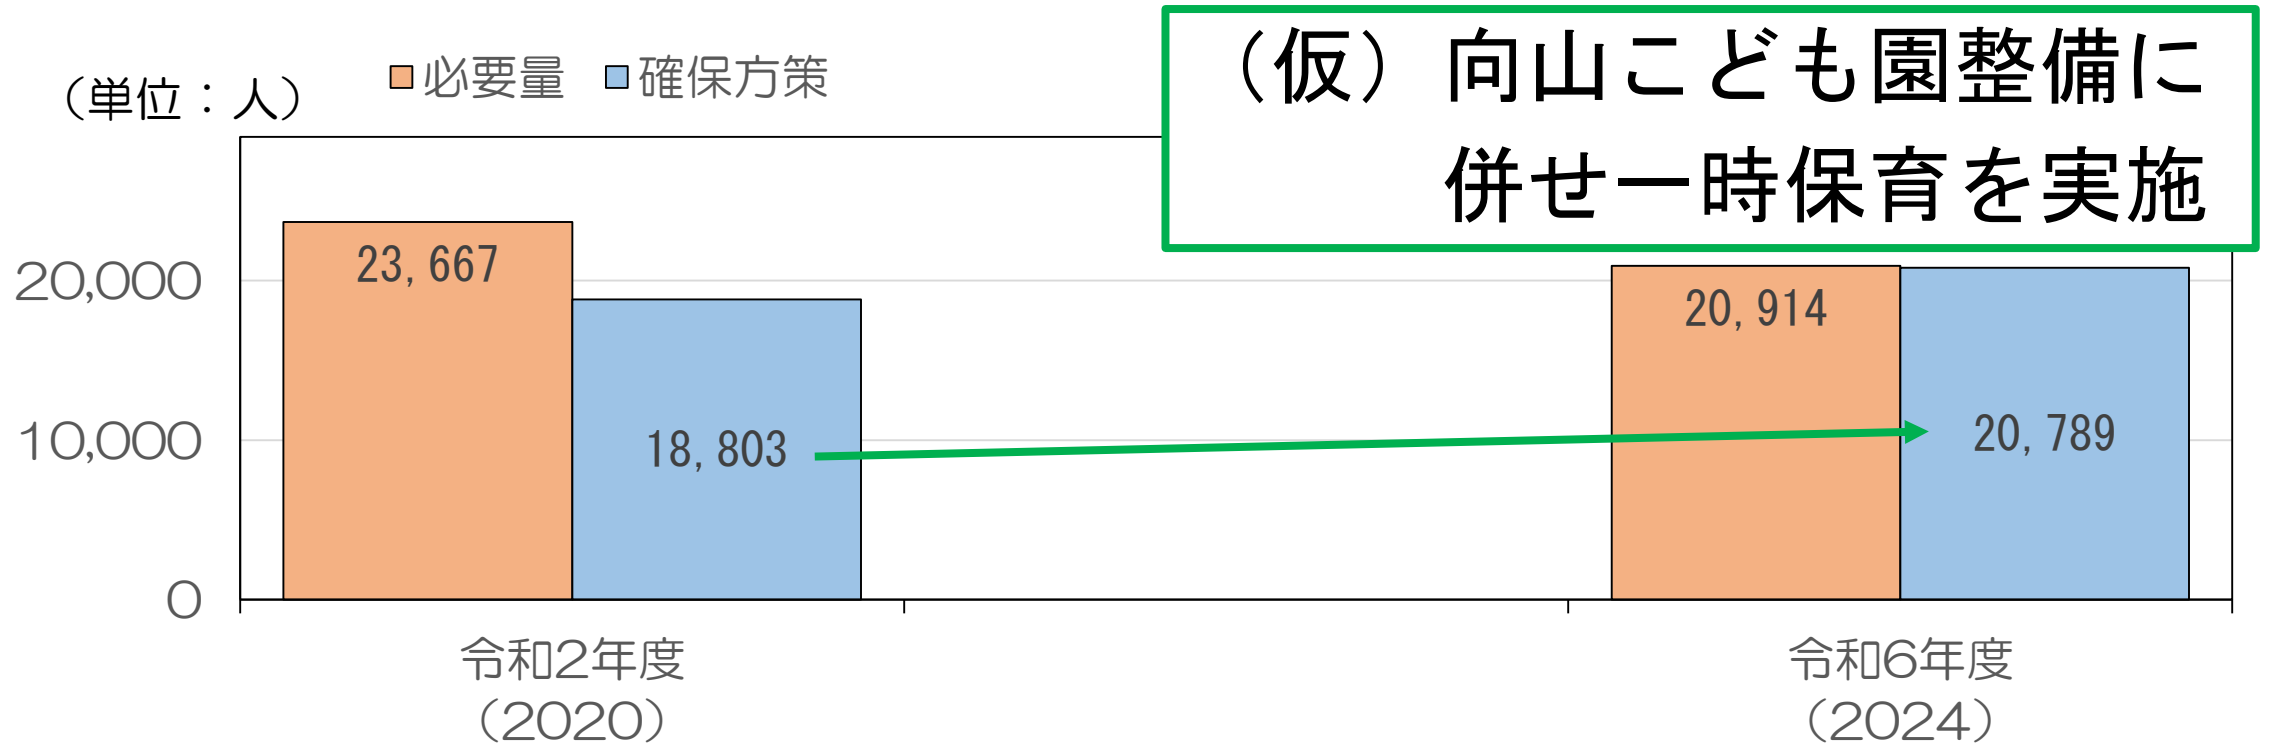 （仮）向山こども園整備に
併せ一時保育を実施
（単位：人）
必要量 確保方策
20,000
10,000
0
23,667
18,803
20,914
20,789
令和2年度
（2020）
令和6年度
（2024）